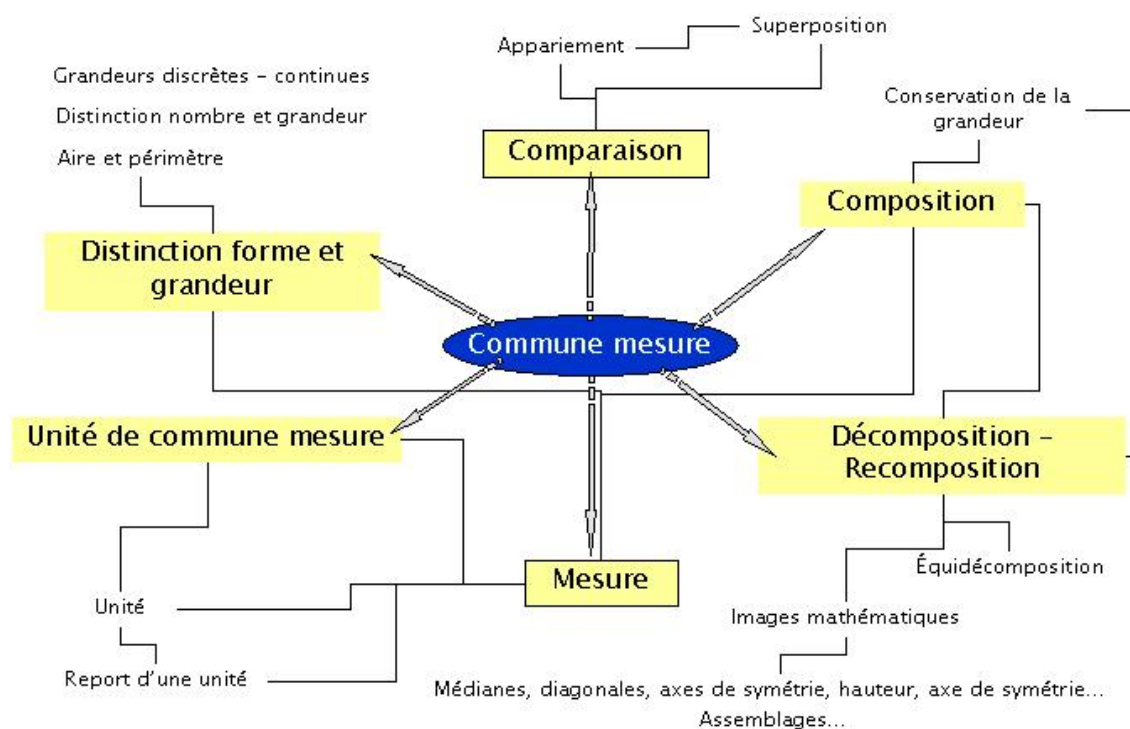 Superposition
Appariement
Grandeurs discrètes – continues
Distinction nombre et grandeur
Aire et périmètre
Conservation de la
grandeur
Comparaison
Composition
Distinction forme et
grandeur
Commune mesure
Unité de commune mesure
Décomposition –
Recomposition
Mesure
Équidécomposition
Unité
Images mathématiques
Report d'une unité
Médianes, diagonales, axes de symétrie, hauteur, axe de symétrie...
Assemblages...